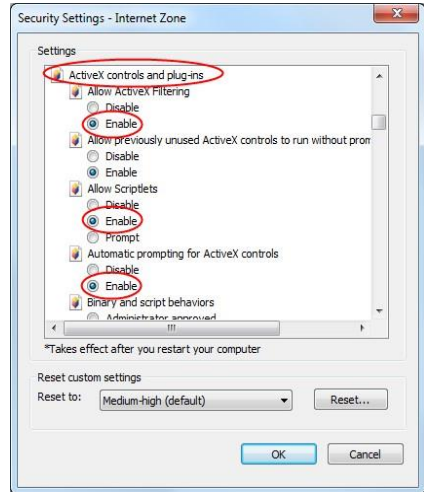 Security Settings - Internet Zone
Settings
ActiveX controls and plug-ins
Allow ActiveX Filtering
Disable
Enable
Allow previously unused ActiveX controls to run without prom
Disable
Enable
Allow Scriptlets
Disable
Enable
Prompt
Automatic prompting for ActiveX controls
Disable
Enable
Binary and script behaviors
Administrator approved
*Takes effect after you restart your computer
Reset custom settings
Reset to:
Medium-high (default)
Reset...
OK
Cancel